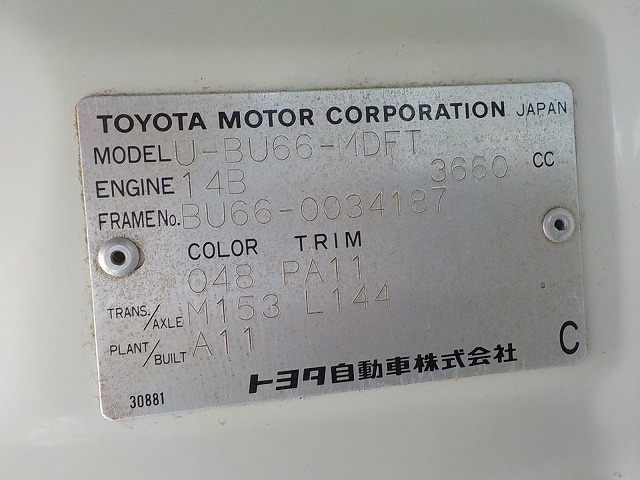 TOYOTA MOTOR CORPORATION JAPAN
MODEL U-BU66-MDFT
ENGINE 14B 3660 CC
FRAME No. BU66-0034187
COLOR TRIM
048 PA11
TRANS./AXLE M153 L144
PLANT/BUILT A11
トヨタ自動車株式会社 C
30881